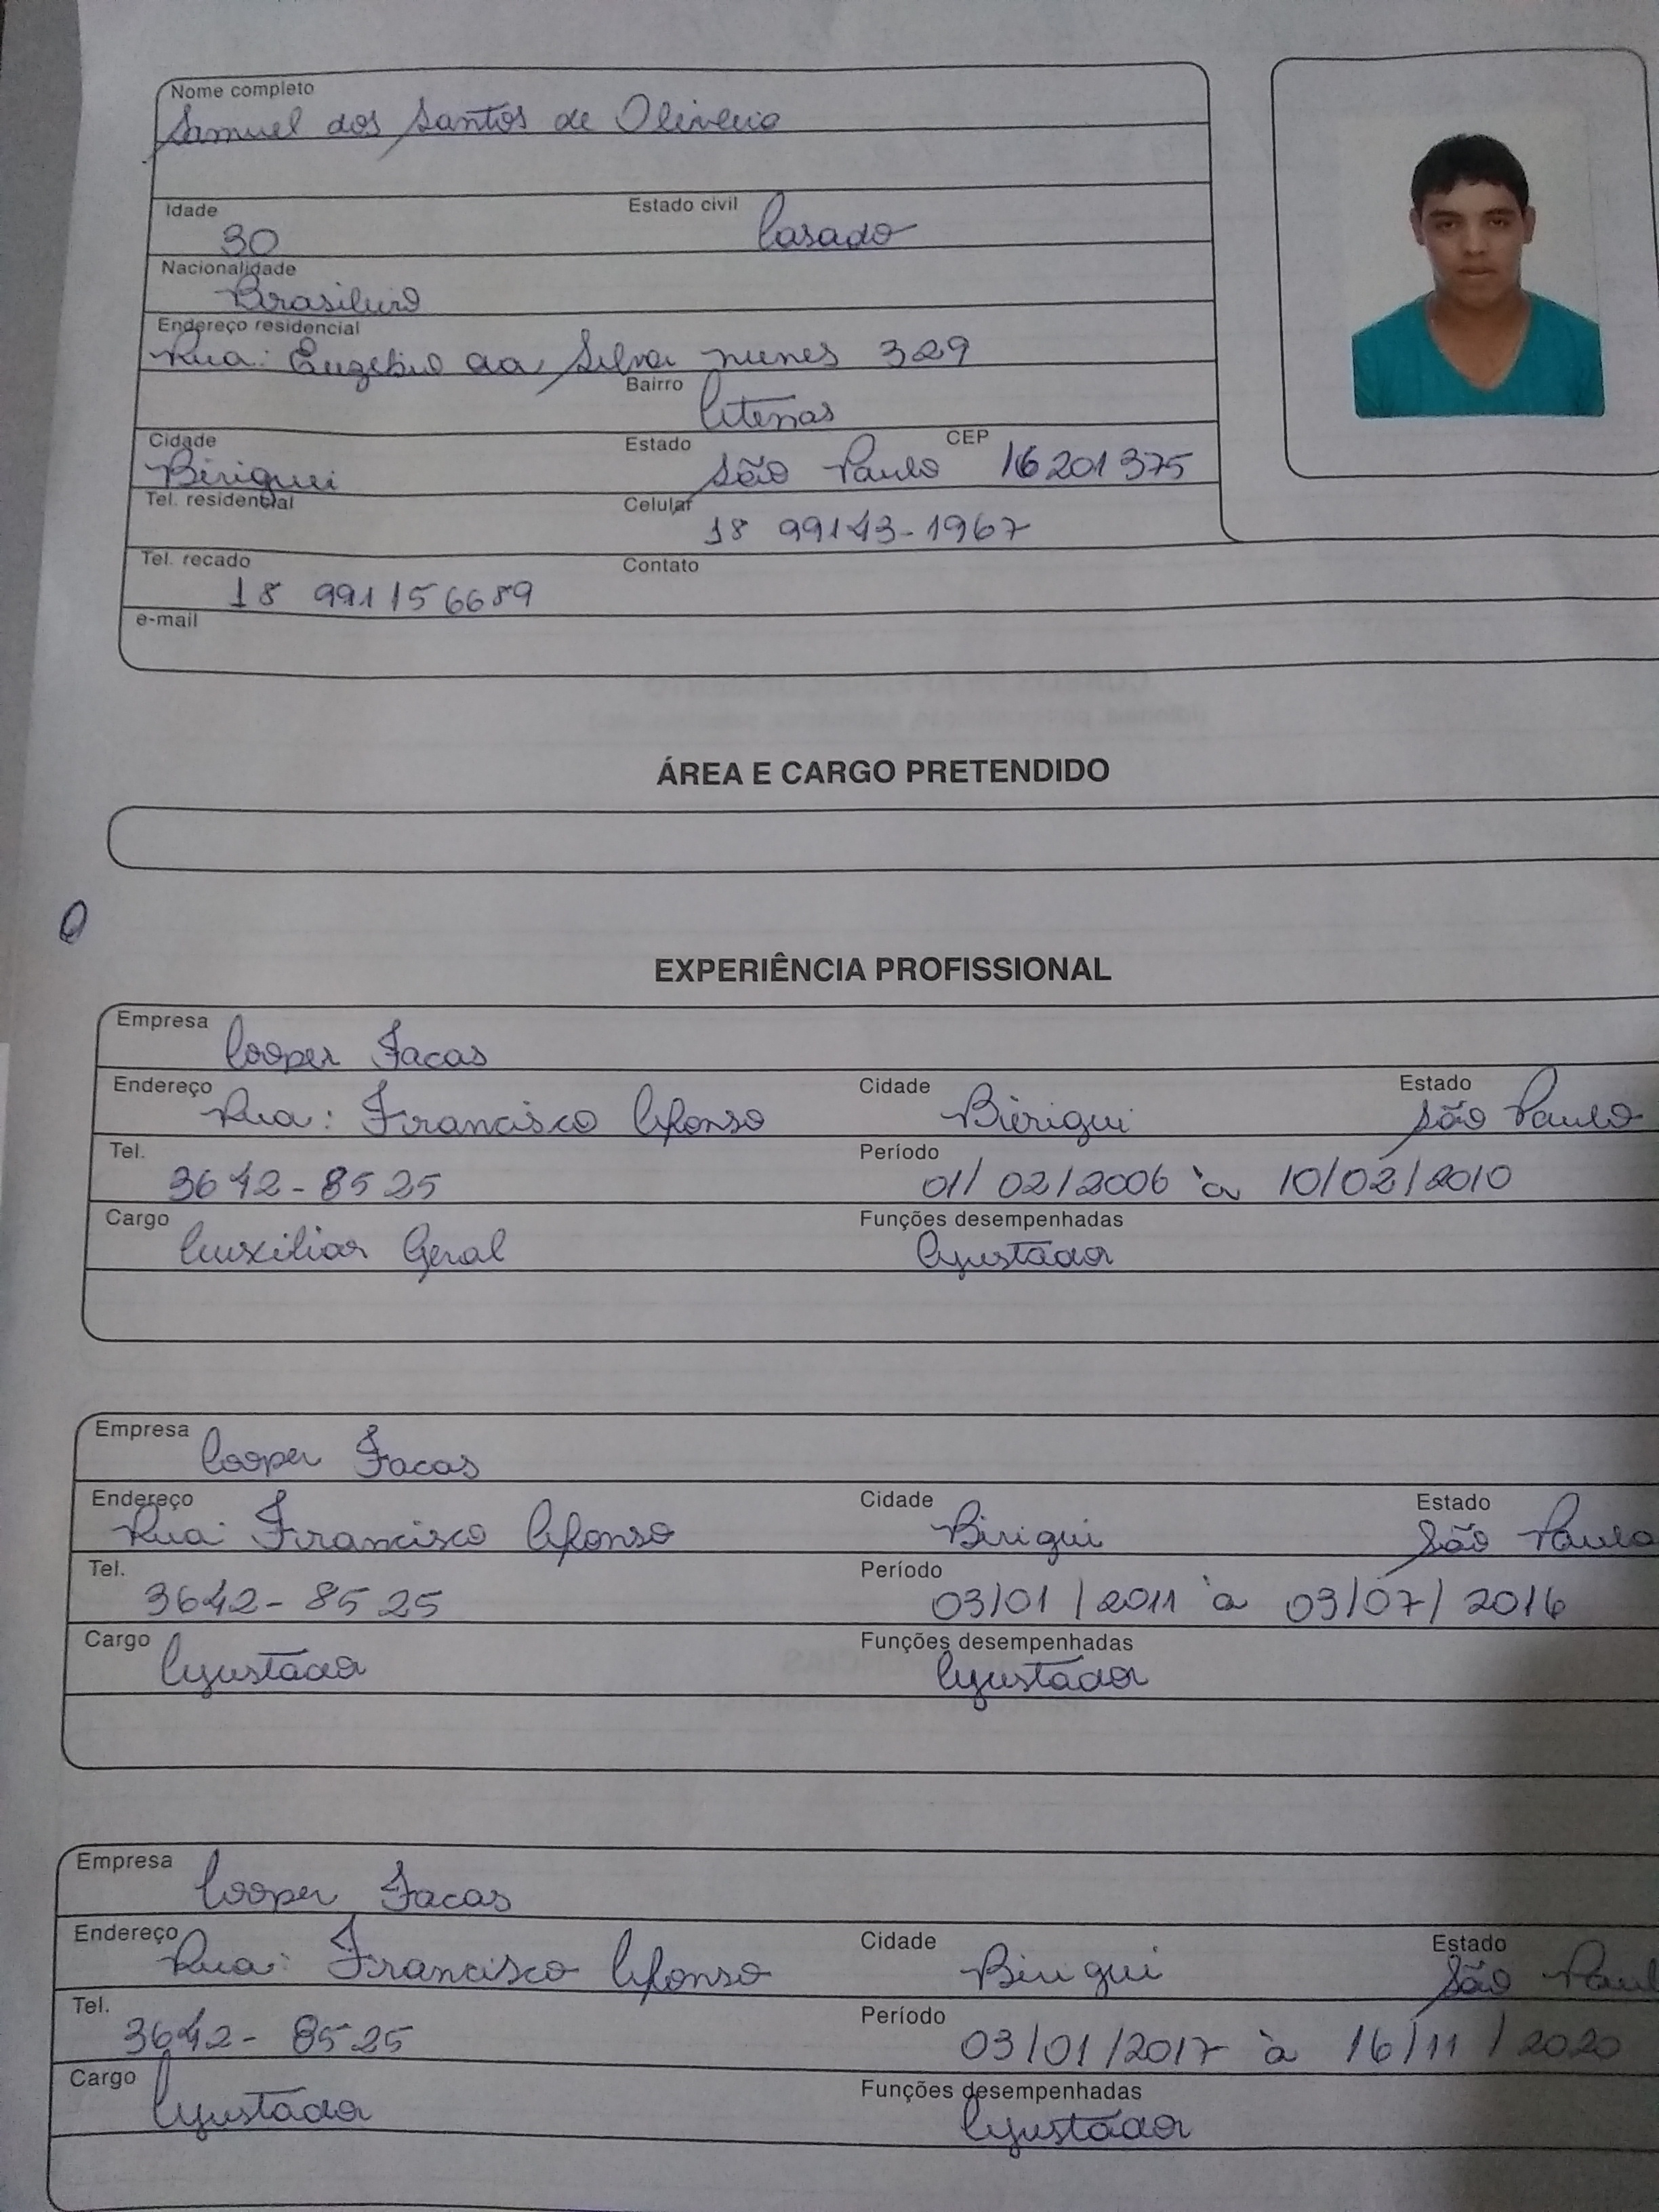 Nome completo
Samuel dos Santos de Oliveira
Idade 30 Estado civil Casado
Nacionalidade
Brasileiro
Endereço residencial
Rua: Euzebio da Silva nunes 329
Bairro Atenas
Cidade Birigui Estado São Paulo CEP 16201375
Tel. residencial Celular 18 99143-1967
Tel. recado 18 991156689 Contato
e-mail
ÁREA E CARGO PRETENDIDO
EXPERIÊNCIA PROFISSIONAL
Empresa Cooper Facas
Endereço Rua: Francisco Afonso Cidade Birigui Estado São Paulo
Tel. 3642-8525 Período 01/02/2006 à 10/02/2010
Cargo Auxiliar Geral Funções desempenhadas Ajustador
Empresa Cooper Facas
Endereço Rua: Francisco Afonso Cidade Birigui Estado São Paulo
Tel. 3642-8525 Período 03/01/2011 à 03/07/2016
Cargo Ajustador Funções desempenhadas Ajustador
Empresa Cooper Facas
Endereço Rua: Francisco Afonso Cidade Birigui Estado São Paul
Tel. 3642-8525 Período 03/01/2017 à 16/11/2020
Cargo Ajustador Funções desempenhadas Ajustador